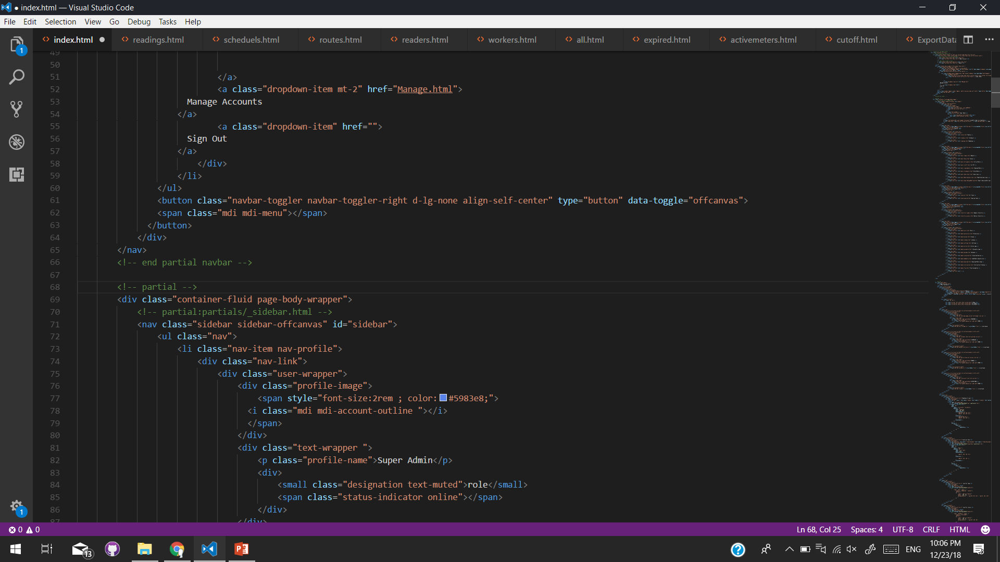 ● index.html — Visual Studio Code
File Edit Selection View Go Debug Tasks Help
index.html ● readings.html scheduels.html routes.html readers.html workers.html all.html expired.html activemeters.html cutoff.html ExportData
1
49
50
51 </a>
52 <a class="dropdown-item mt-2" href="Manage.html">
53 Manage Accounts
54 </a>
55 <a class="dropdown-item" href="">
56 Sign Out
57 </a>
58 </div>
59 </li>
60 </ul>
61 <button class="navbar-toggler navbar-toggler-right d-lg-none align-self-center" type="button" data-toggle="offcanvas">
62 <span class="mdi mdi-menu"></span>
63 </button>
64 </div>
65 </nav>
66 <!-- end partial navbar -->
67
68 <!-- partial -->
69 <div class="container-fluid page-body-wrapper">
70 <!-- partial:partials/_sidebar.html -->
71 <nav class="sidebar sidebar-offcanvas" id="sidebar">
72 <ul class="nav">
73 <li class="nav-item nav-profile">
74 <div class="nav-link">
75 <div class="user-wrapper">
76 <div class="profile-image">
77 <span style="font-size:2rem ; color:#5983e8;">
78 <i class="mdi mdi-account-outline "></i>
79 </span>
80 </div>
81 <div class="text-wrapper ">
82 <p class="profile-name">Super Admin</p>
83 <div>
84 <small class="designation text-muted">role</small>
85 <span class="status-indicator online"></span>
86 </div>
87 </div>
1
0 0 Ln 68, Col 25 Spaces: 4 UTF-8 CRLF HTML
13 ENG 10:06 PM
12/23/18